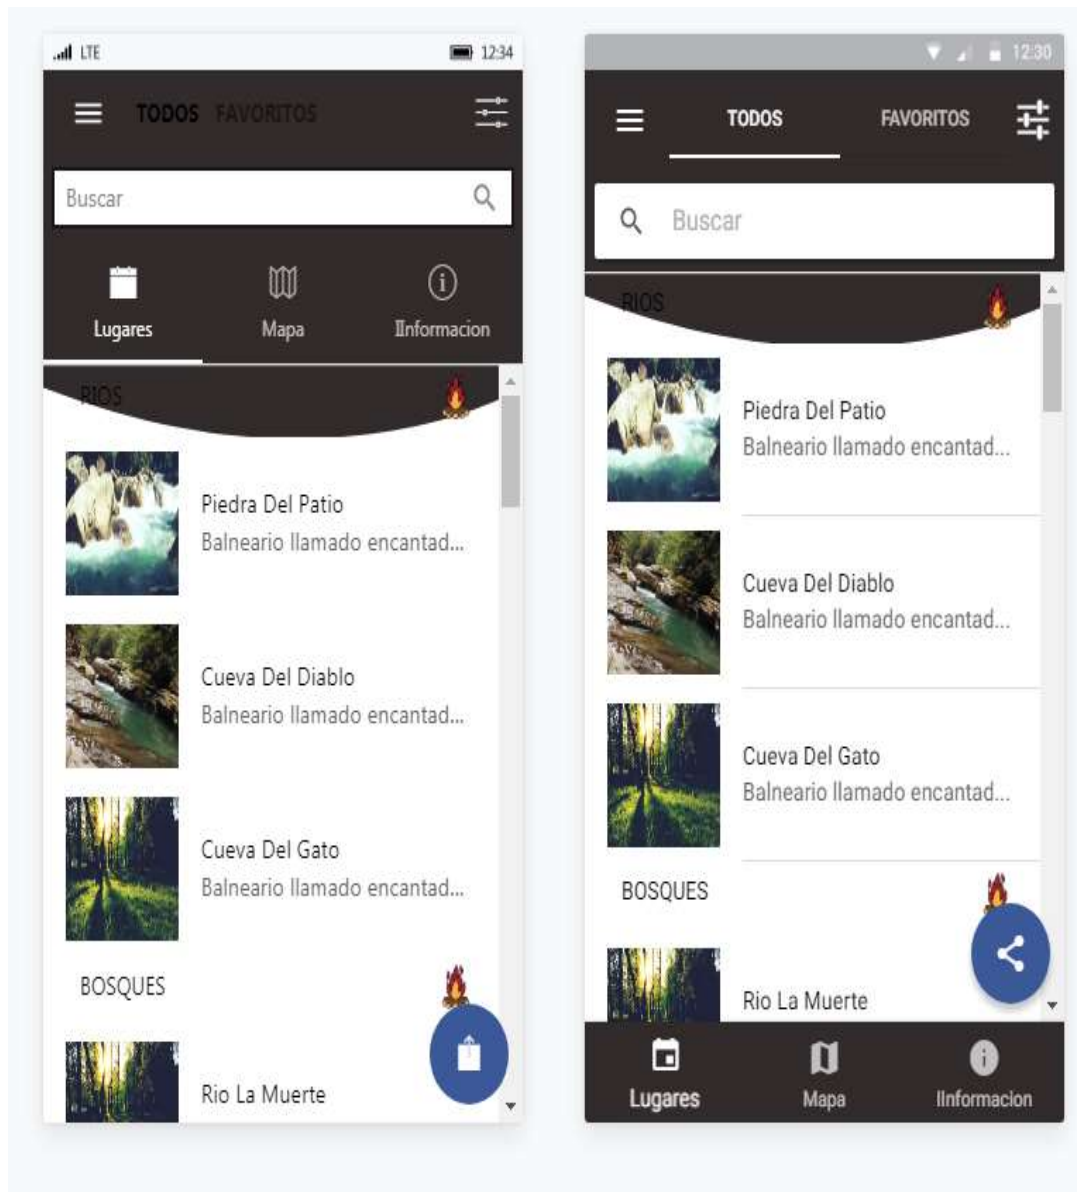 LTE 12:34
TODOS FAVORITOS
Buscar
Lugares Mapa IInformacion
RIOS
Piedra Del Patio
Balneario llamado encantad...
Cueva Del Diablo
Balneario llamado encantad...
Cueva Del Gato
Balneario llamado encantad...
BOSQUES
Rio La Muerte
12:30
TODOS FAVORITOS
Buscar
RIOS
Piedra Del Patio
Balneario llamado encantad...
Cueva Del Diablo
Balneario llamado encantad...
Cueva Del Gato
Balneario llamado encantad...
BOSQUES
Rio La Muerte
Lugares Mapa IInformacion